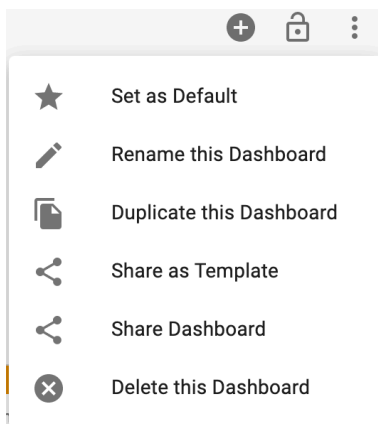 Set as Default
Rename this Dashboard
Duplicate this Dashboard
Share as Template
Share Dashboard
Delete this Dashboard